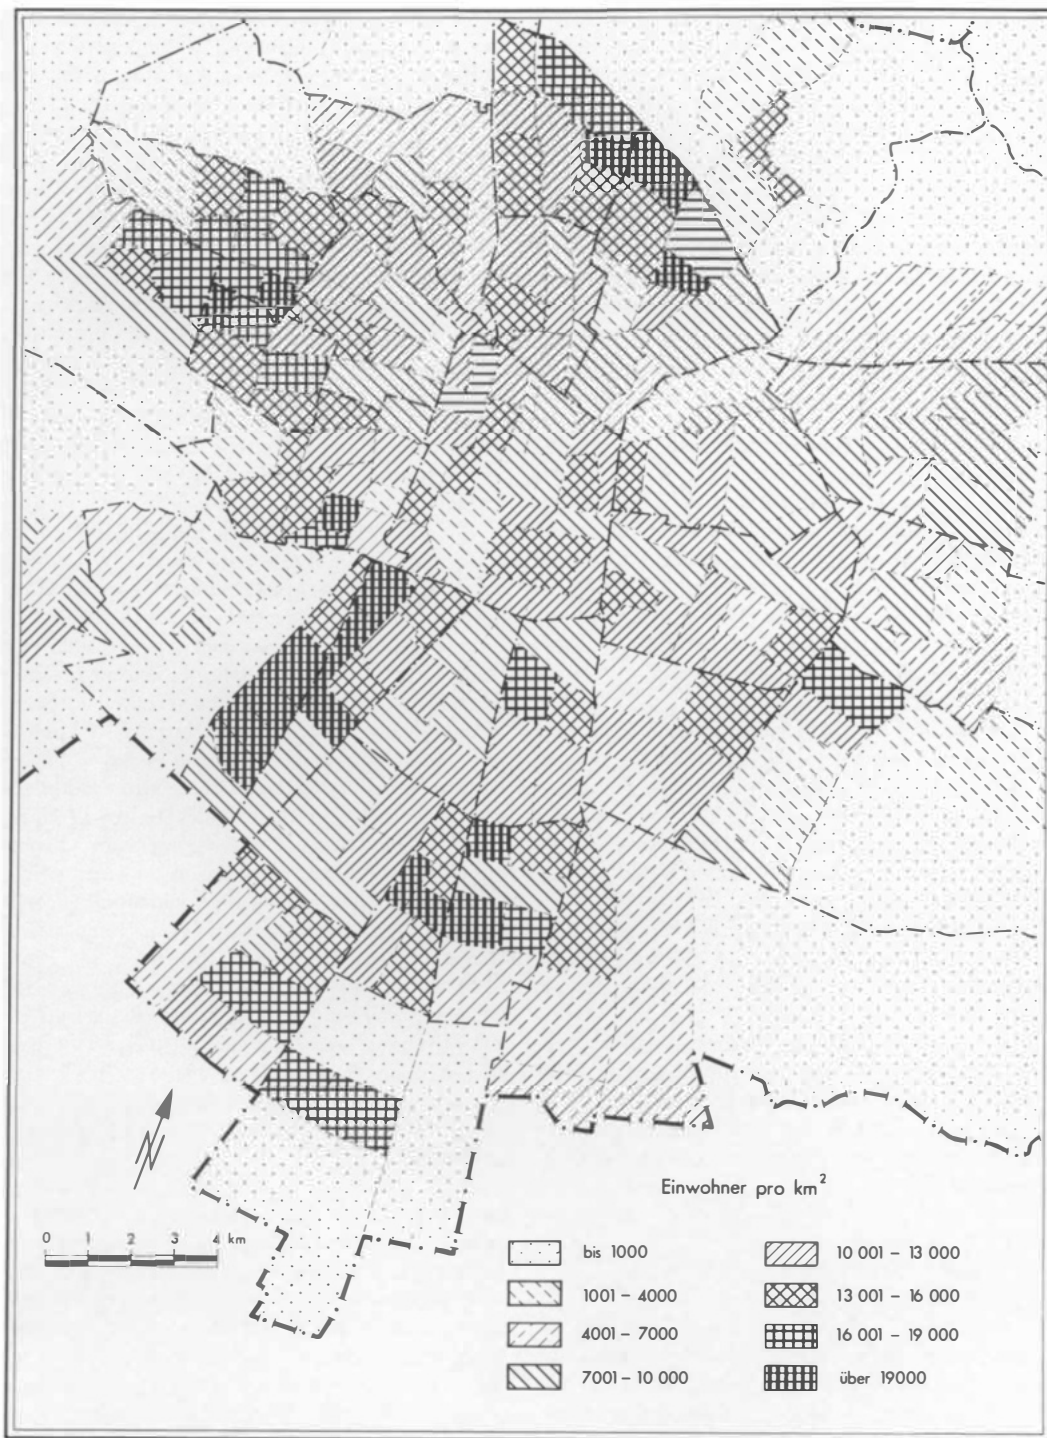 Einwohner pro km²
0 1 2 3 4 km
bis 1000
1001 – 4000
4001 – 7000
7001 – 10 000
10 001 – 13 000
13 001 – 16 000
16 001 – 19 000
über 19000